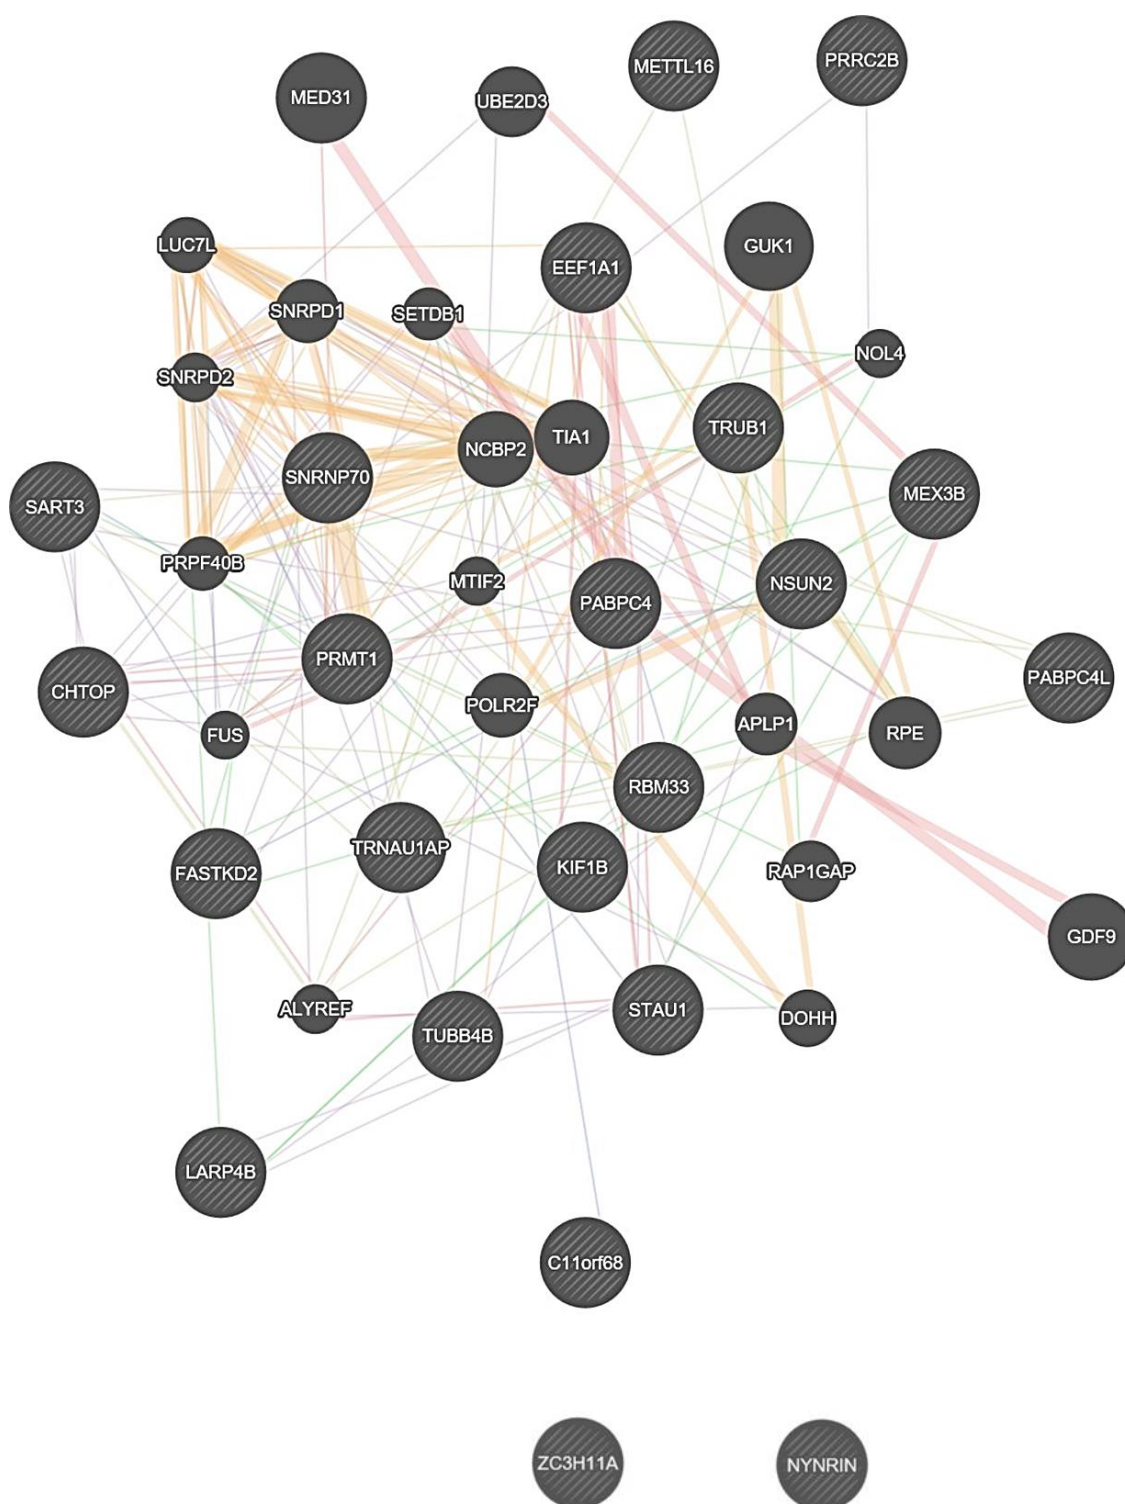 METTL16
PRRC2B
MED31
UBE2D3
LUC7L
GUK1
EEF1A1
SNRPD1
SETDB1
NOL4
SNRPD2
TRUB1
TIA1
NCBP2
SNRNP70
MEX3B
SART3
PRPF40B
MTIF2
NSUN2
PABPC4
PRMT1
PABPC4L
CHTOP
POLR2F
APLP1
RPE
FUS
RBM33
TRNAU1AP
KIF1B
RAP1GAP
FASTKD2
GDF9
ALYREF
STAU1
DOHH
TUBB4B
LARP4B
C11orf68
ZC3H11A
NYNRIN